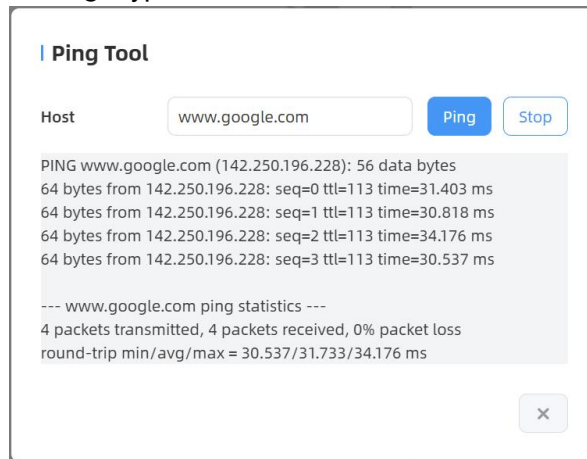 Ping Tool
Host www.google.com Ping Stop
PING www.google.com (142.250.196.228): 56 data bytes
64 bytes from 142.250.196.228: seq=0 ttl=113 time=31.403 ms
64 bytes from 142.250.196.228: seq=1 ttl=113 time=30.818 ms
64 bytes from 142.250.196.228: seq=2 ttl=113 time=34.176 ms
64 bytes from 142.250.196.228: seq=3 ttl=113 time=30.537 ms
--- www.google.com ping statistics ---
4 packets transmitted, 4 packets received, 0% packet loss
round-trip min/avg/max = 30.537/31.733/34.176 ms